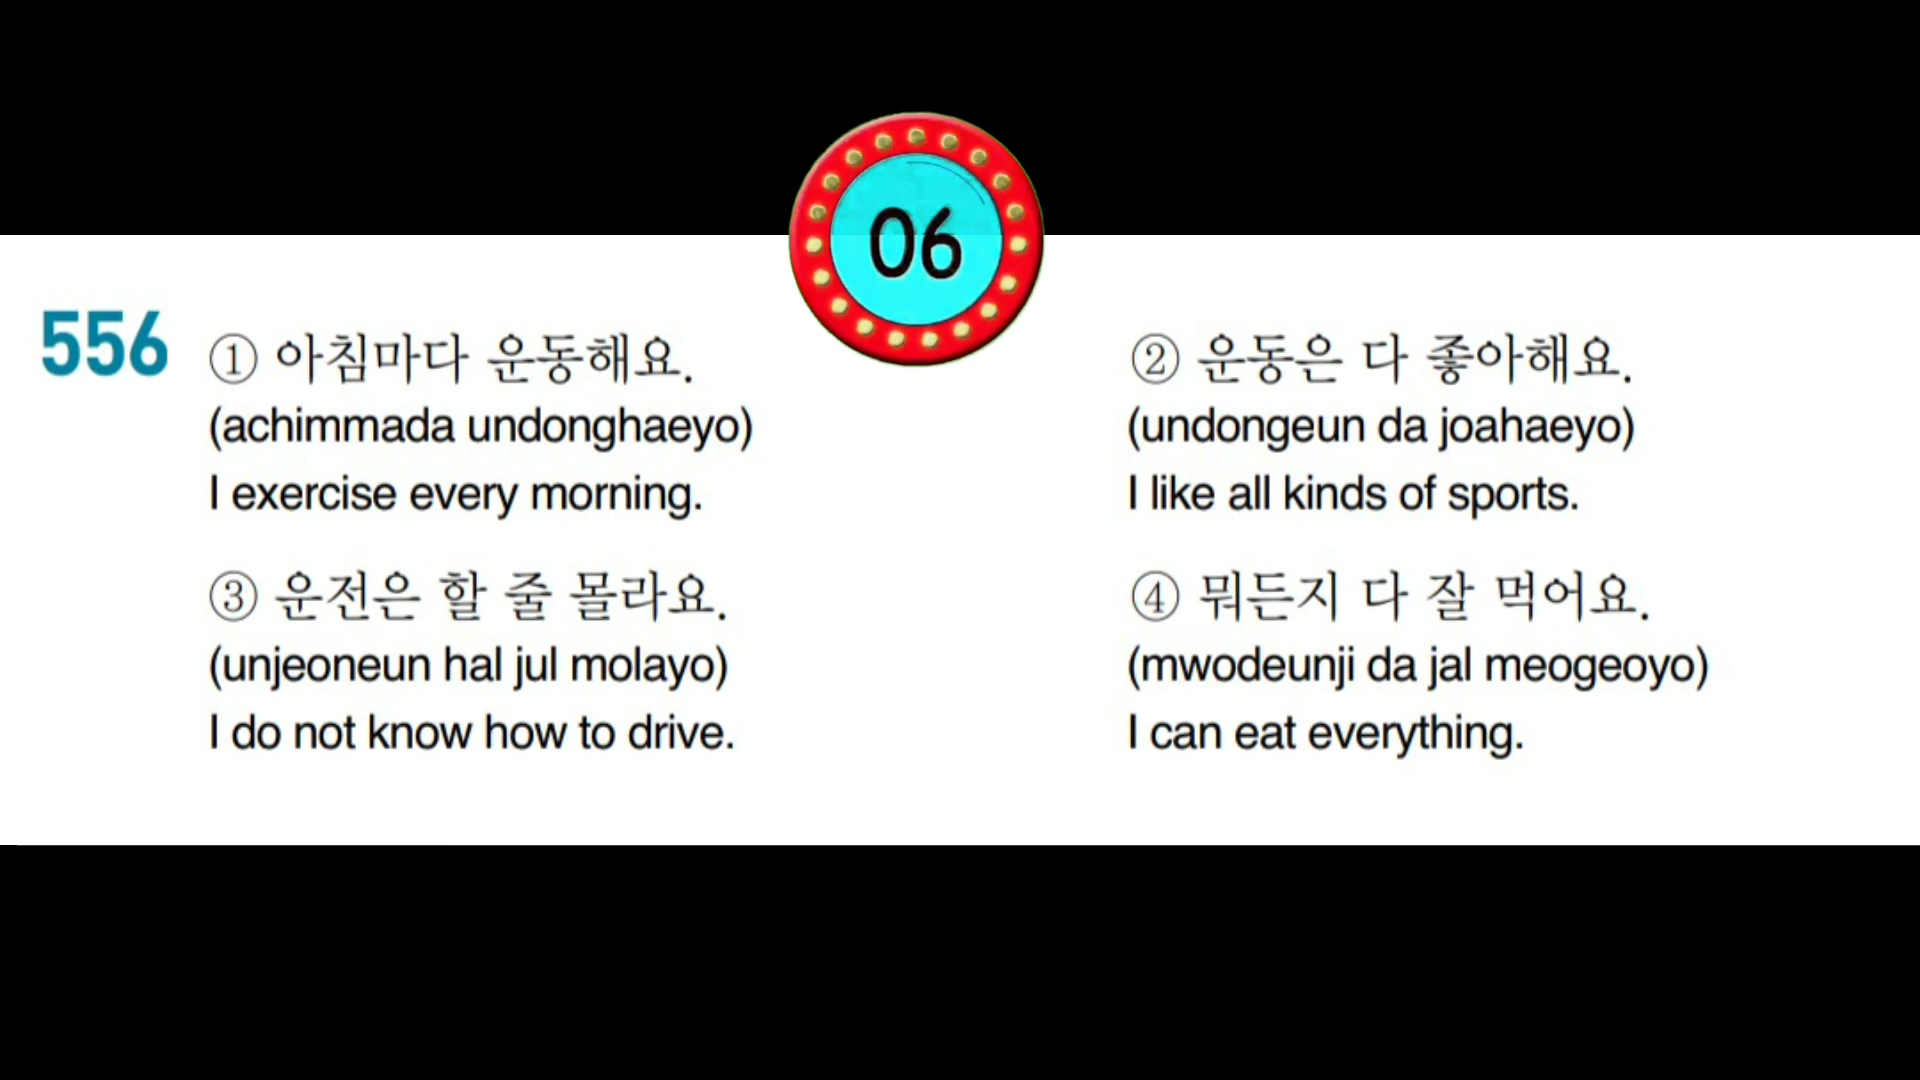 06
556
① 아침마다 운동해요.
(achimmada undonghaeyo)
I exercise every morning.
② 운동은 다 좋아해요.
(undongeun da joahaeyo)
I like all kinds of sports.
③ 운전은 할 줄 몰라요.
(unjeoneun hal jul molayo)
I do not know how to drive.
④ 뭐든지 다 잘 먹어요.
(mwodeunji da jal meogeoyo)
I can eat everything.